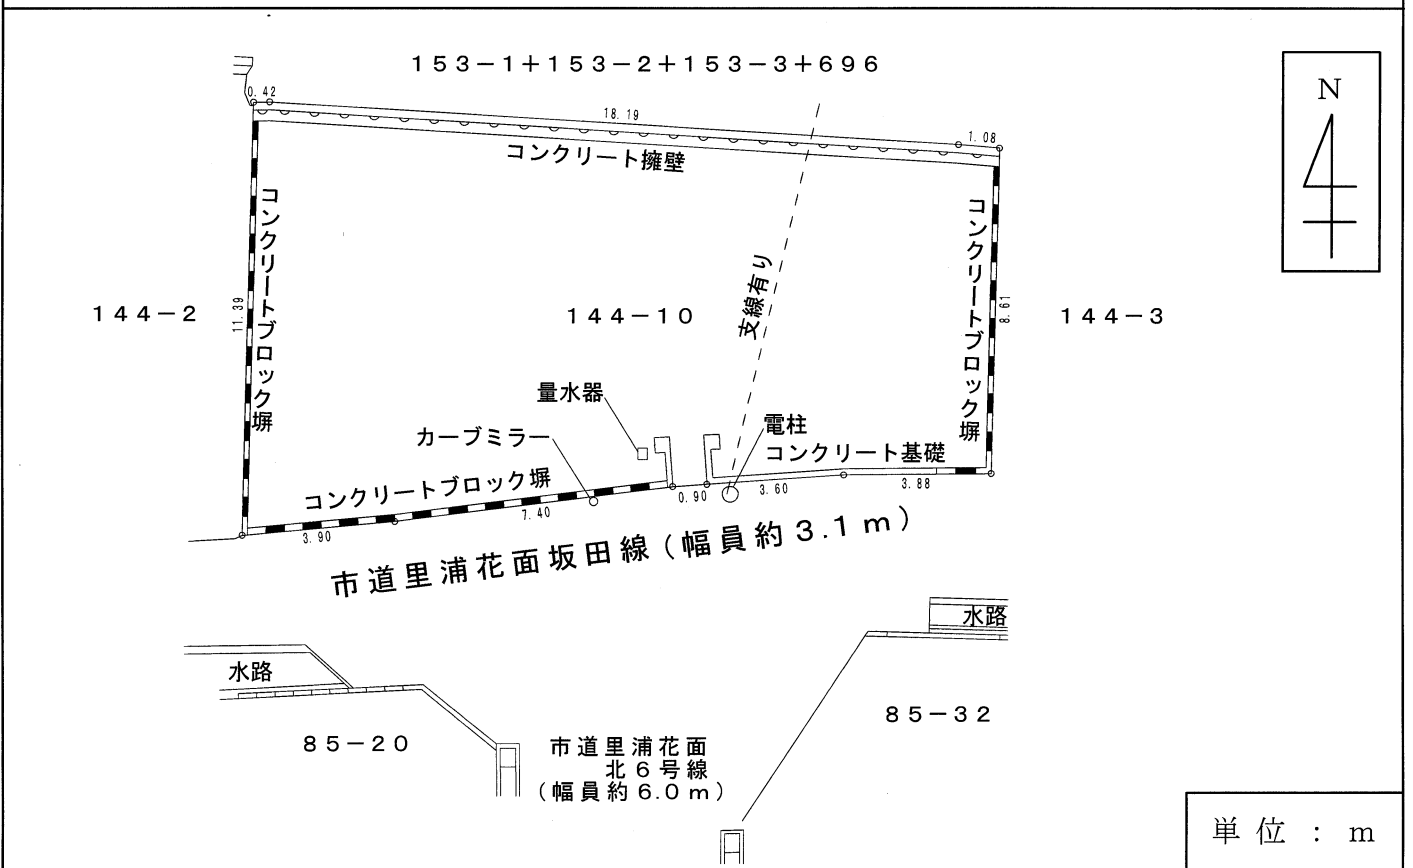 153-1+153-2+153-3+696
N
0.42
18.19
1.08
コンクリート擁壁
コンクリートブロック塀
コンクリートブロック塀
支線有り
144-2
11.39
144-10
8.61
144-3
量水器
カーブミラー
電柱
コンクリート基礎
コンクリートブロック塀
3.90
7.40
0.90
3.60
3.88
市道里浦花面坂田線(幅員約3.1m)
水路
水路
85-32
85-20
市道里浦花面
北6号線
(幅員約6.0m)
単位:m